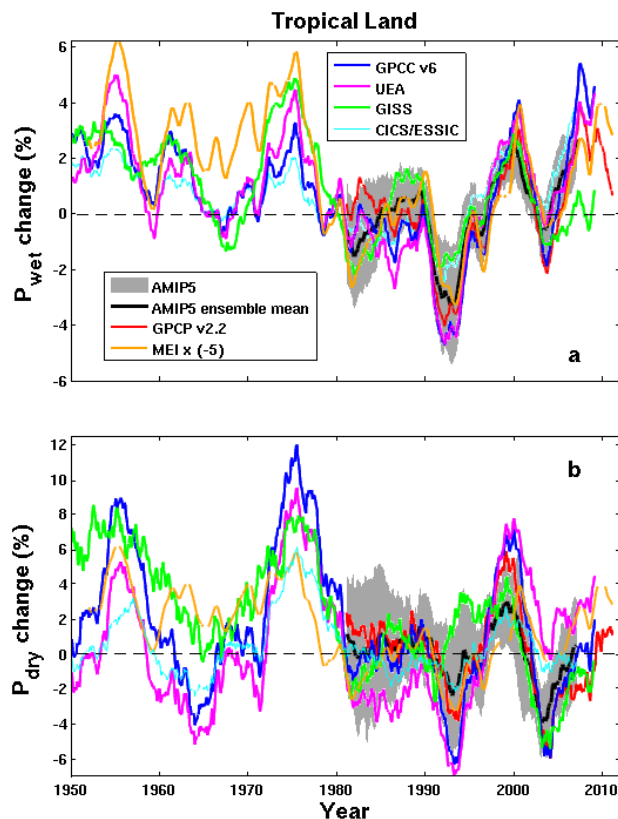 Tropical Land
6
4
2
0
-2
-4
-6
P_wet change (%)
GPCC v6
UEA
GISS
CICS/ESSIC
AMIP5
AMIP5 ensemble mean
GPCP v2.2
MEI x (-5)
a
12
10
8
6
4
2
0
-2
-4
-6
P_dry change (%)
b
1950 1960 1970 1980 1990 2000 2010
Year